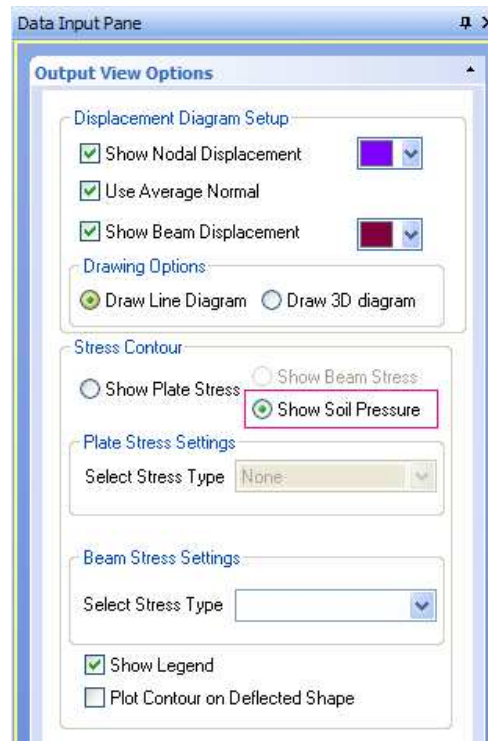 Data Input Pane
Output View Options
Displacement Diagram Setup
Show Nodal Displacement
Use Average Normal
Show Beam Displacement
Drawing Options
Draw Line Diagram Draw 3D diagram
Stress Contour
Show Beam Stress
Show Plate Stress
Show Soil Pressure
Plate Stress Settings
Select Stress Type None
Beam Stress Settings
Select Stress Type
Show Legend
Plot Contour on Deflected Shape